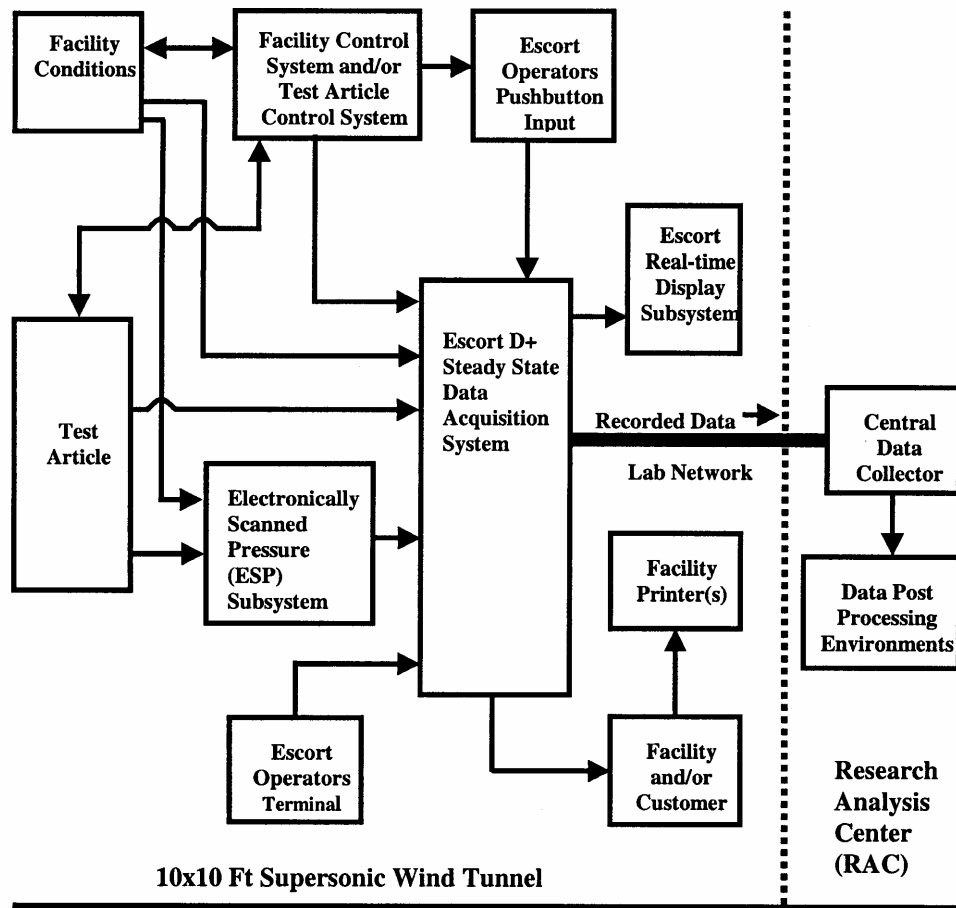 Facility
Conditions
Facility Control
System and/or
Test Article
Control System
Escort
Operators
Pushbutton
Input
Escort
Real-time
Display
Subsystem
Test
Article
Escort D+
Steady State
Data
Acquisition
System
Recorded Data
Lab Network
Central
Data
Collector
Electronically
Scanned
Pressure
(ESP)
Subsystem
Facility
Printer(s)
Data Post
Processing
Environments
Escort
Operators
Terminal
Facility
and/or
Customer
Research
Analysis
Center
(RAC)
10x10 Ft Supersonic Wind Tunnel